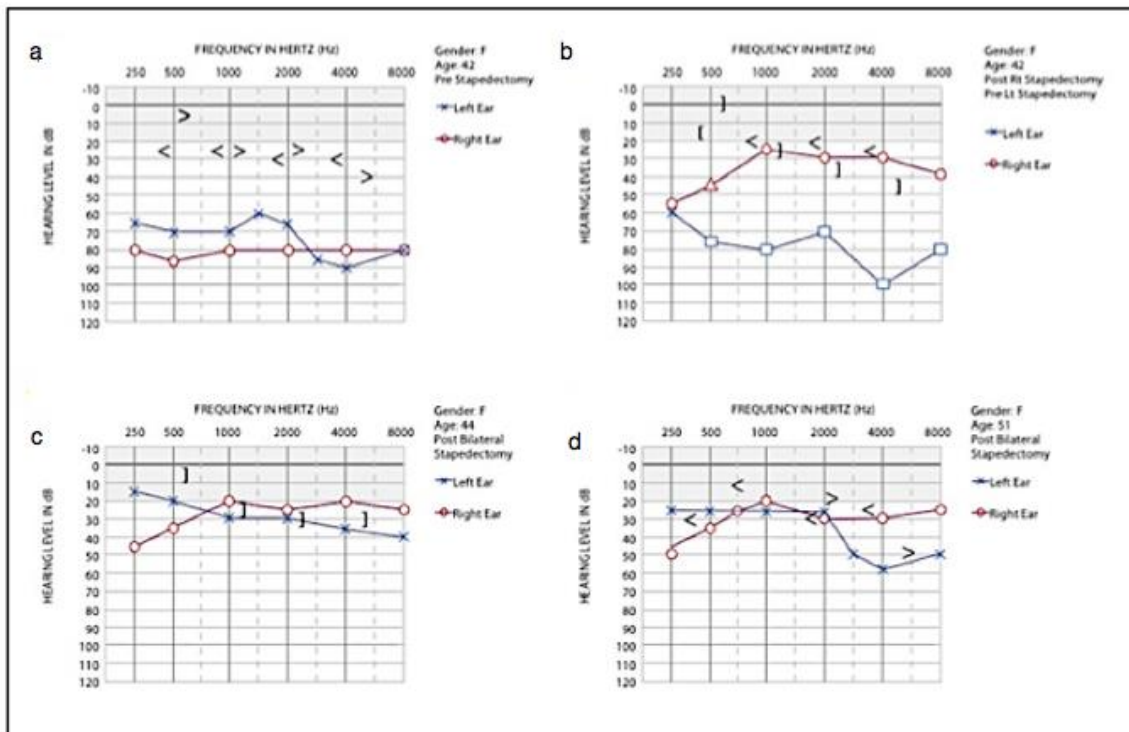 a
FREQUENCY IN HERTZ (Hz)
250 500 1000 2000 4000 8000
HEARING LEVEL IN dB
-10
0
10
20
30
40
50
60
70
80
90
100
110
120
Gender: F
Age: 42
Pre Stapedectomy
Left Ear
Right Ear
b
FREQUENCY IN HERTZ (Hz)
250 500 1000 2000 4000 8000
HEARING LEVEL IN dB
-10
0
10
20
30
40
50
60
70
80
90
100
110
120
Gender: F
Age: 42
Post Rt Stapedectomy
Pre Lt Stapedectomy
Left Ear
Right Ear
c
FREQUENCY IN HERTZ (Hz)
250 500 1000 2000 4000 8000
HEARING LEVEL IN dB
-10
0
10
20
30
40
50
60
70
80
90
100
110
120
Gender: F
Age: 44
Post Bilateral
Stapedectomy
Left Ear
Right Ear
d
FREQUENCY IN HERTZ (Hz)
250 500 1000 2000 4000 8000
HEARING LEVEL IN dB
-10
0
10
20
30
40
50
60
70
80
90
100
110
120
Gender: F
Age: 51
Post Bilateral
Stapedectomy
Left Ear
Right Ear